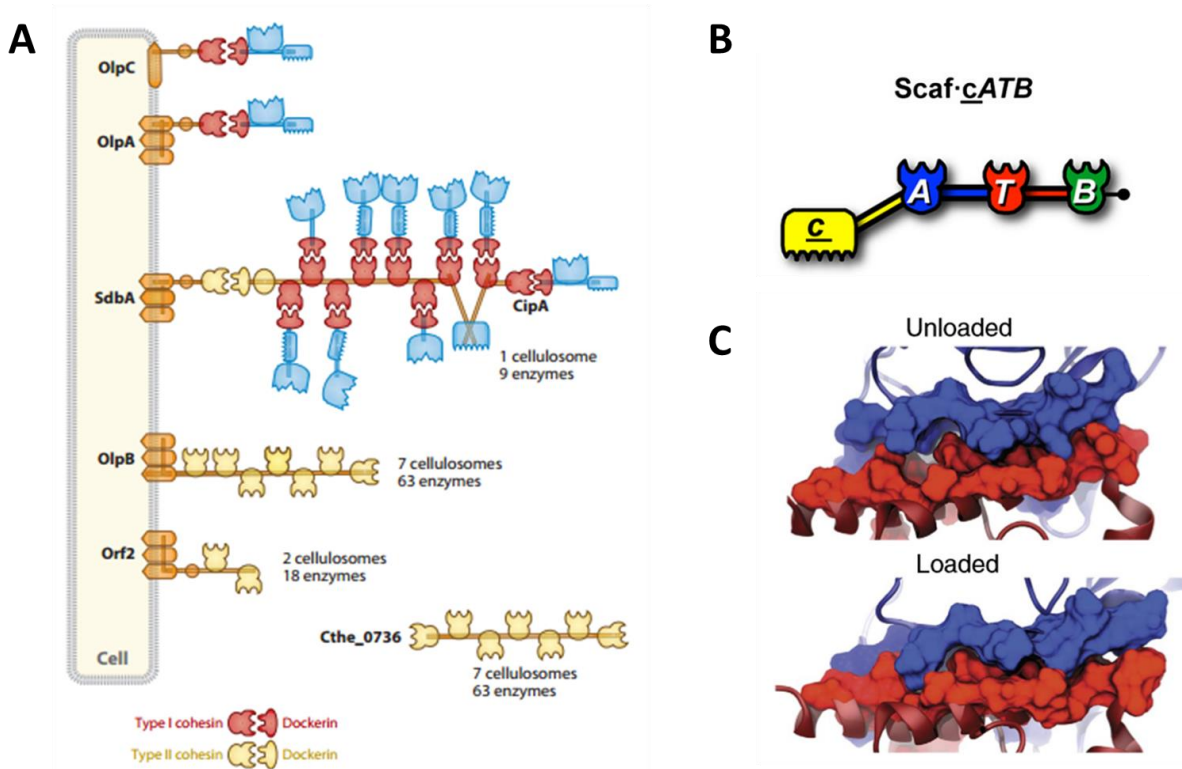 A
OlpC
OlpA
SdbA
CipA
1 cellulosome
9 enzymes
OlpB
7 cellulosomes
63 enzymes
Orf2
2 cellulosomes
18 enzymes
Cthe_0736
7 cellulosomes
63 enzymes
Cell
Type I cohesin Dockerin
Type II cohesin Dockerin
B
Scaf·cATB
c A T B
C
Unloaded
Loaded